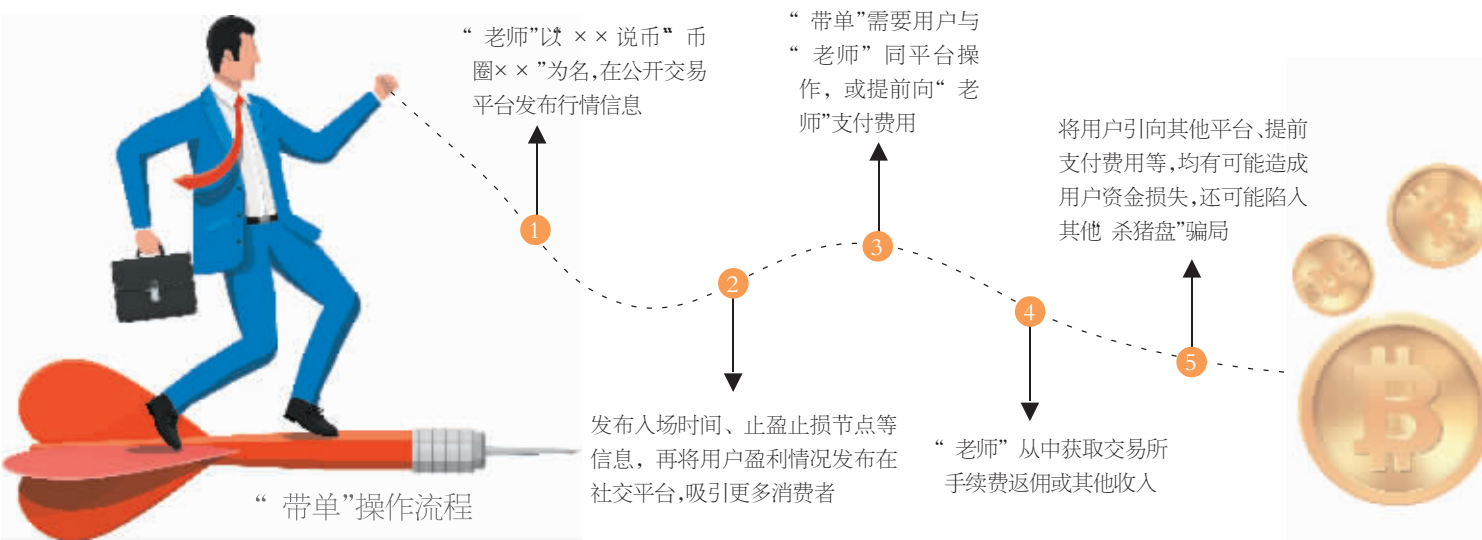 “ 老师”以“ ××说币”“ 币
圈××”为名,在公开交易
平台发布行情信息
1
2
发布入场时间、止盈止损节点等
信息, 再将用户盈利情况发布在
社交平台,吸引更多消费者
“ 带单”需要用户与
“ 老师” 同平台操
作, 或提前向“ 老
师”支付费用
3
4
“ 老师” 从中获取交易所
手续费返佣或其他收入
将用户引向其他平台、提前
支付费用等,均有可能造成
用户资金损失,还可能陷入
其他“ 杀猪盘”骗局
5
“ 带单”操作流程